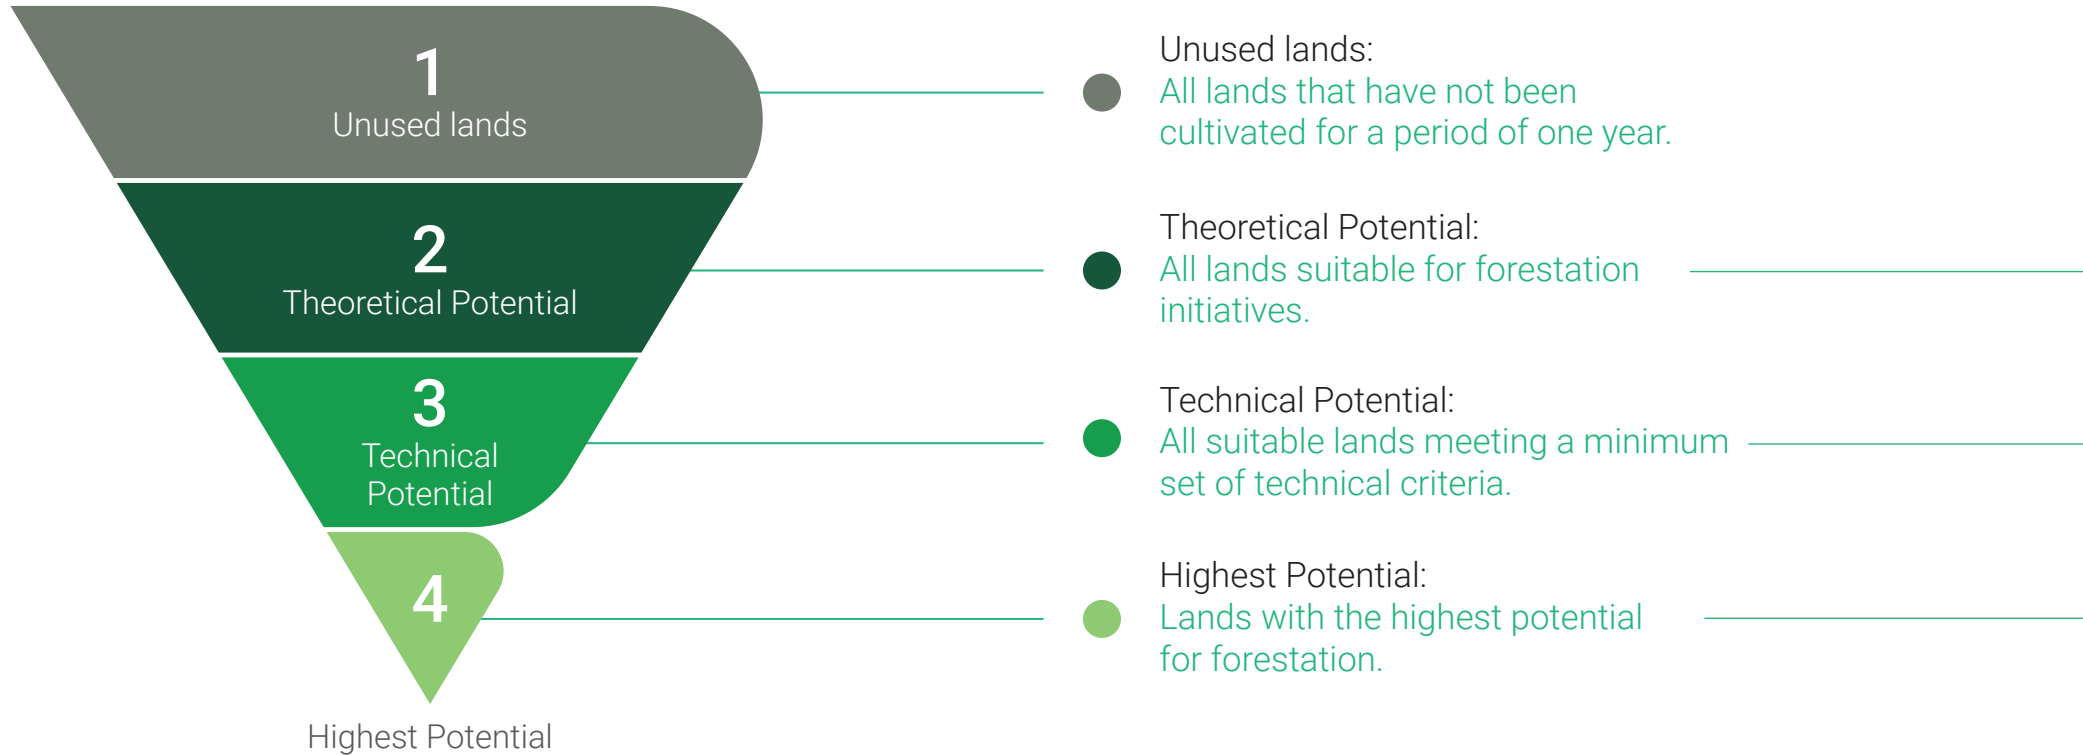 1
Unused lands
2
Theoretical Potential
3
Technical
Potential
4
Highest Potential
Unused lands:
All lands that have not been
cultivated for a period of one year.
Theoretical Potential:
All lands suitable for forestation
initiatives.
Technical Potential:
All suitable lands meeting a minimum
set of technical criteria.
Highest Potential:
Lands with the highest potential
for forestation.